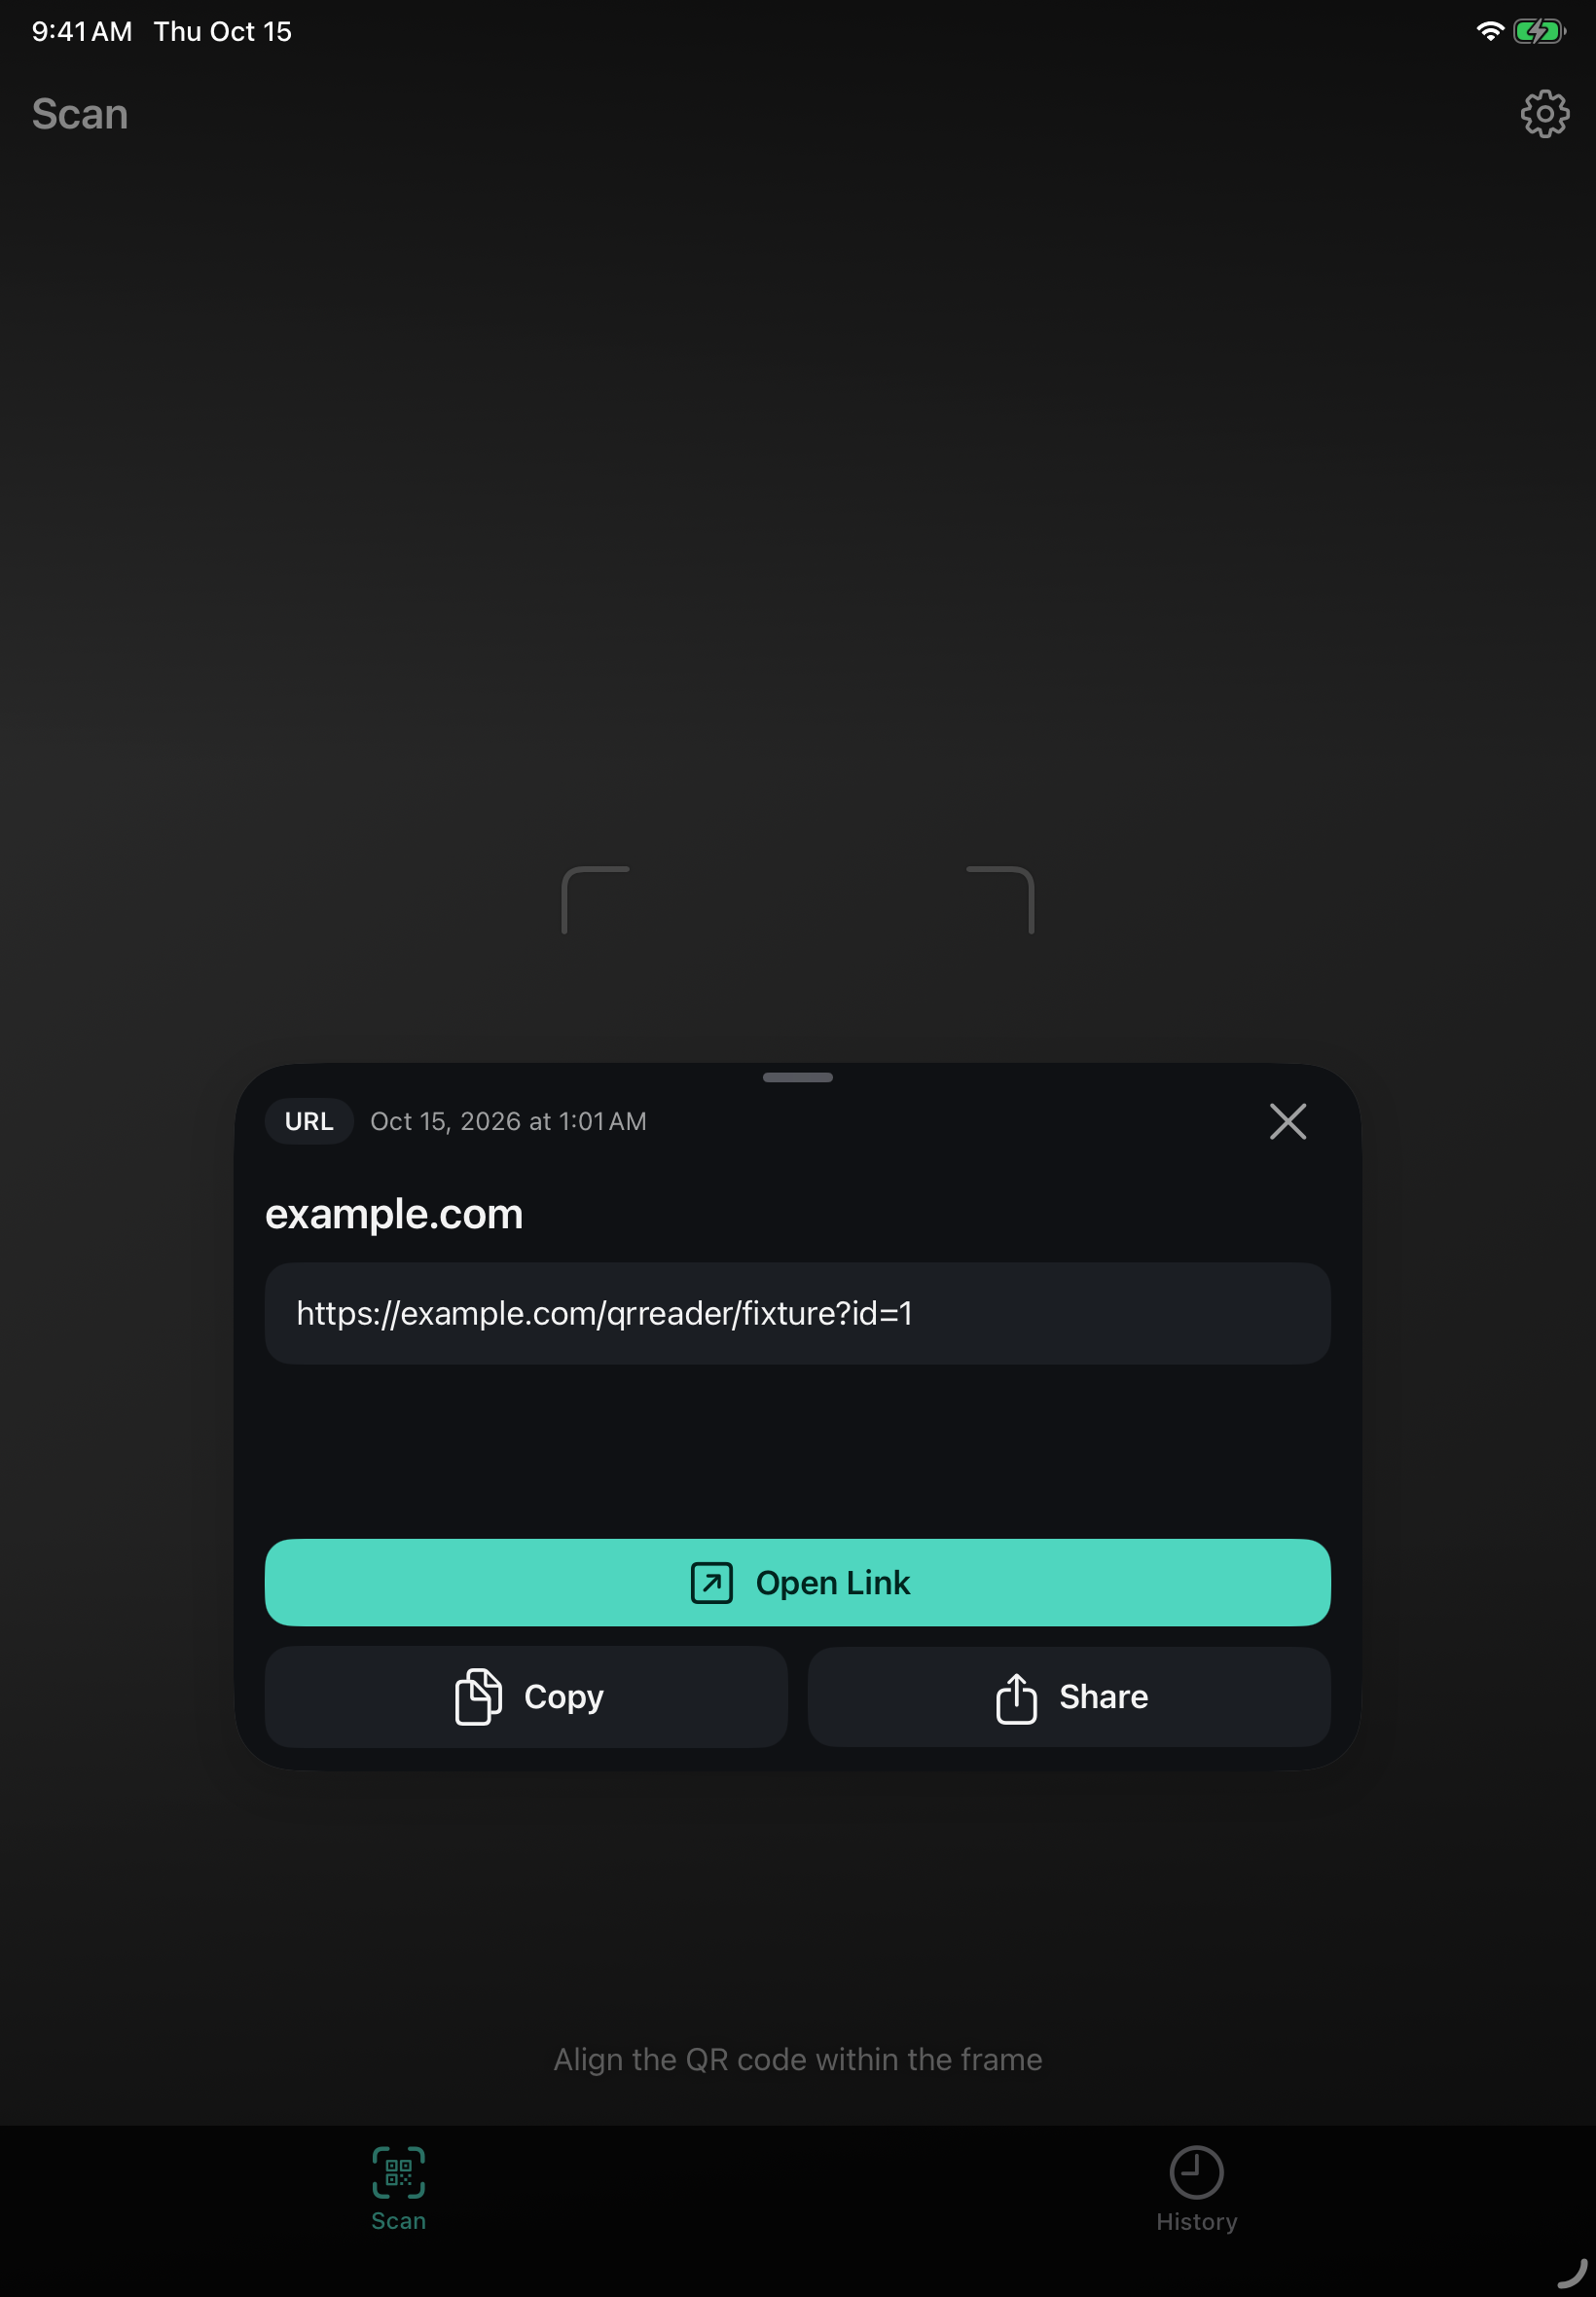 9:41 AM Thu Oct 15
Scan
URL Oct 15, 2026 at 1:01 AM
example.com
https://example.com/qrreader/fixture?id=1
Open Link
Copy Share
Align the QR code within the frame
Scan History